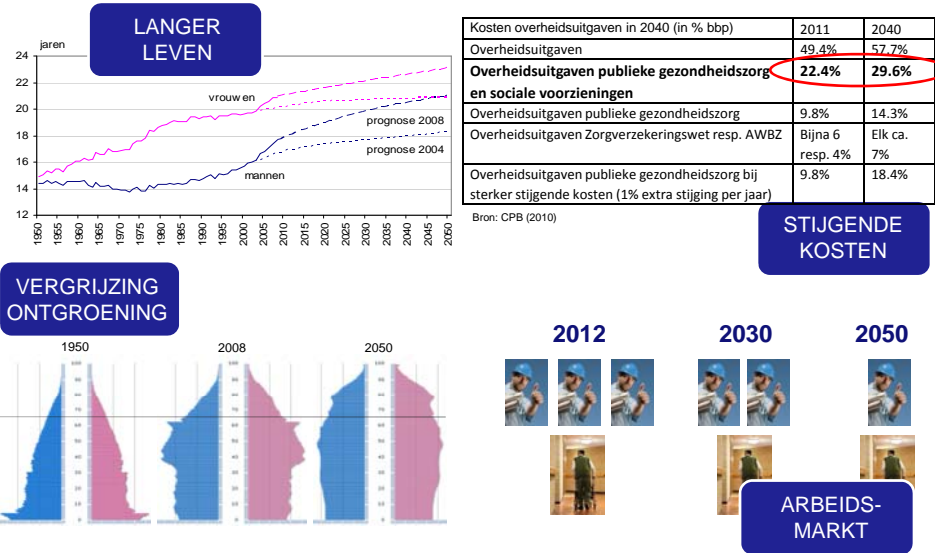 LANGER
LEVEN
jaren
24
22
20
18
16
14
12
vrouwen
prognose 2008
prognose 2004
mannen
1950
1955
1960
1965
1970
1975
1980
1985
1990
1995
2000
2005
2010
2015
2020
2025
2030
2035
2040
2045
2050
Kosten overheidsuitgaven in 2040 (in % bbp) 2011 2040
Overheidsuitgaven 49.4% 57.7%
Overheidsuitgaven publieke gezondheidszorg 22.4% 29.6%
en sociale voorzieningen
Overheidsuitgaven publieke gezondheidszorg 9.8% 14.3%
Overheidsuitgaven Zorgverzekeringswet resp. AWBZ Bijna 6 Elk ca.
resp. 4% 7%
Overheidsuitgaven publieke gezondheidszorg bij 9.8% 18.4%
sterker stijgende kosten (1% extra stijging per jaar)
Bron: CPB (2010)
STIJGENDE
KOSTEN
VERGRIJZING
ONTGROENING
1950 2008 2050
2012 2030 2050
ARBEIDS-
MARKT